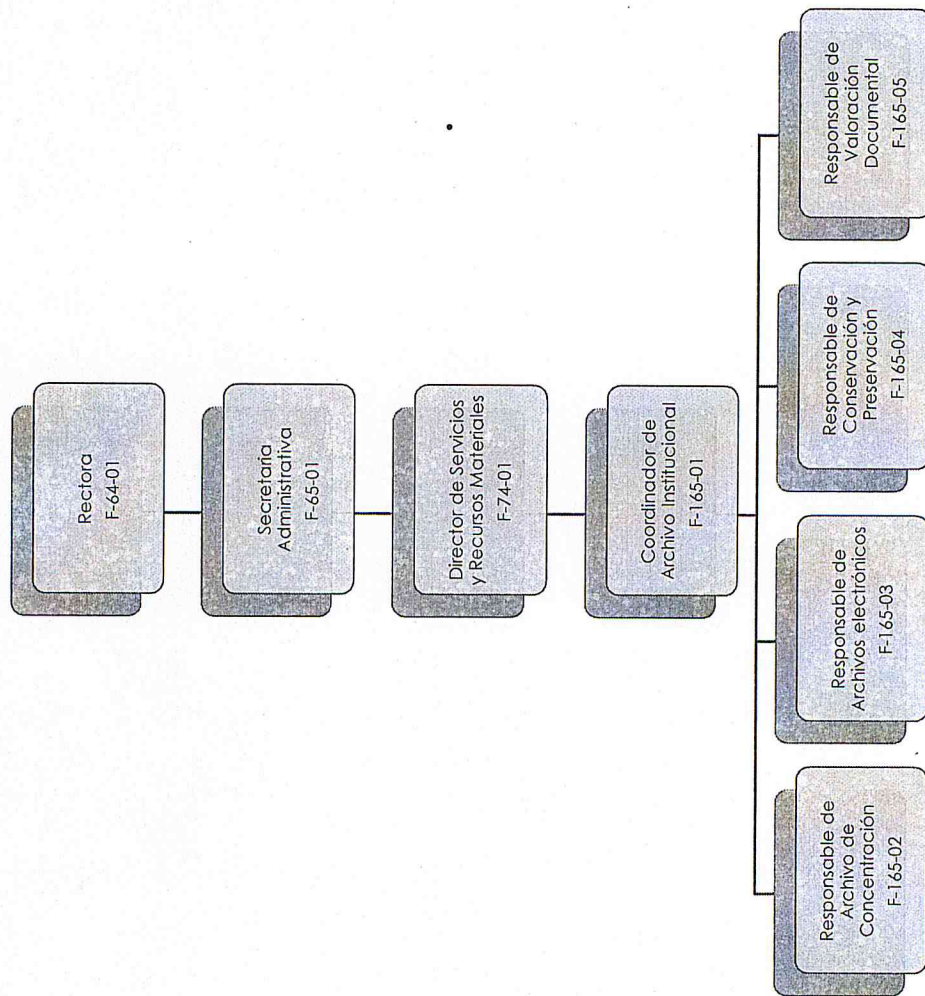 Rectora
F-64-01
Secretaria
Administrativa
F-65-01
Director de Servicios
y Recursos Materiales
F-74-01
Coordinador de
Archivo Institucional
F-165-01
Responsable de
Archivo de
Concentración
F-165-02
Responsable de
Archivos electrónicos
F-165-03
Responsable de
Conservación y
Preservación
F-165-04
Responsable de
Valoración
Documental
F-165-05